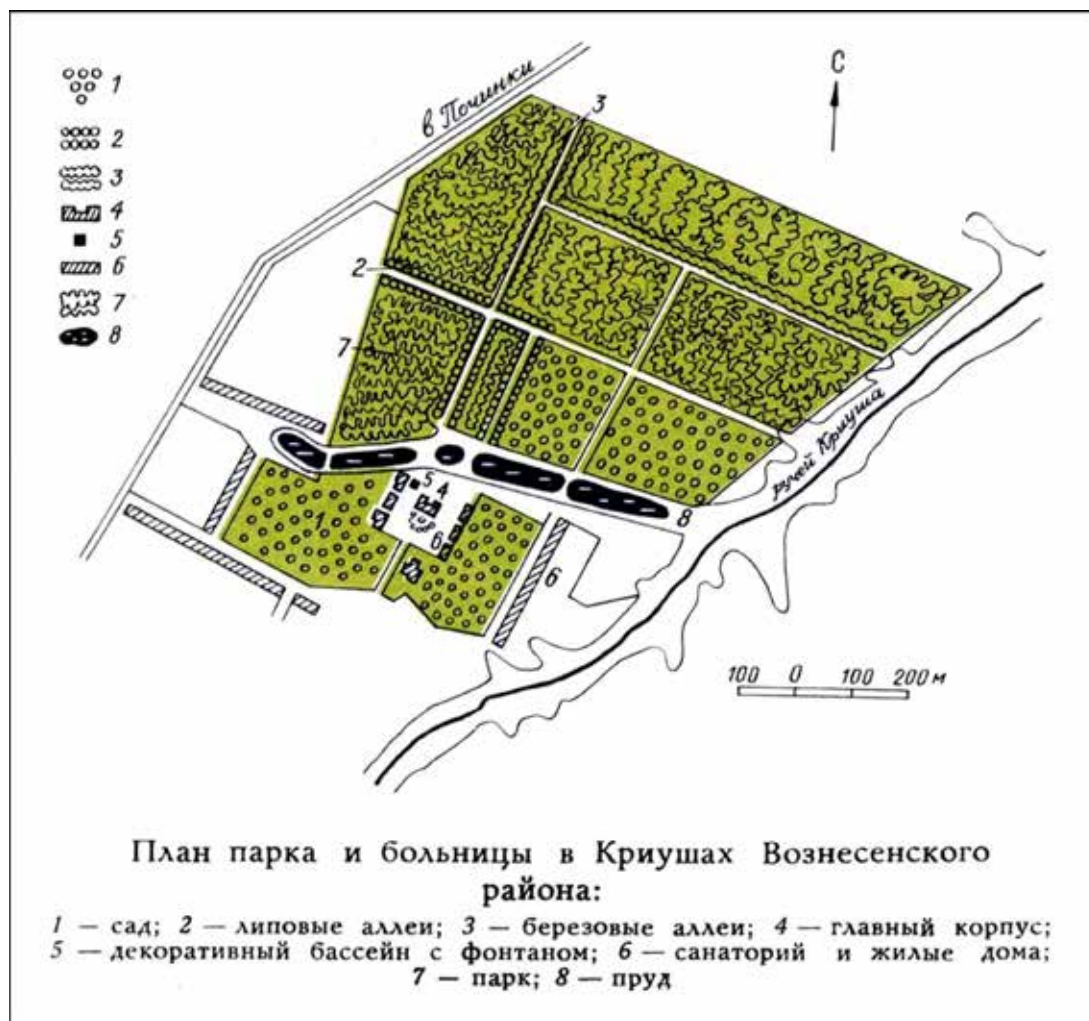 1
2
3
4
5
6
7
8
в Починки
3
С
2
7
5
4
1
6
6
8
ручей Криуша
100 0 100 200 м
План парка и больницы в Криушах Вознесенского
района:
1 — сад; 2 — липовые аллеи; 3 — березовые аллеи; 4 — главный корпус;
5 — декоративный бассейн с фонтаном; 6 — санаторий и жилые дома;
7 — парк; 8 — пруд